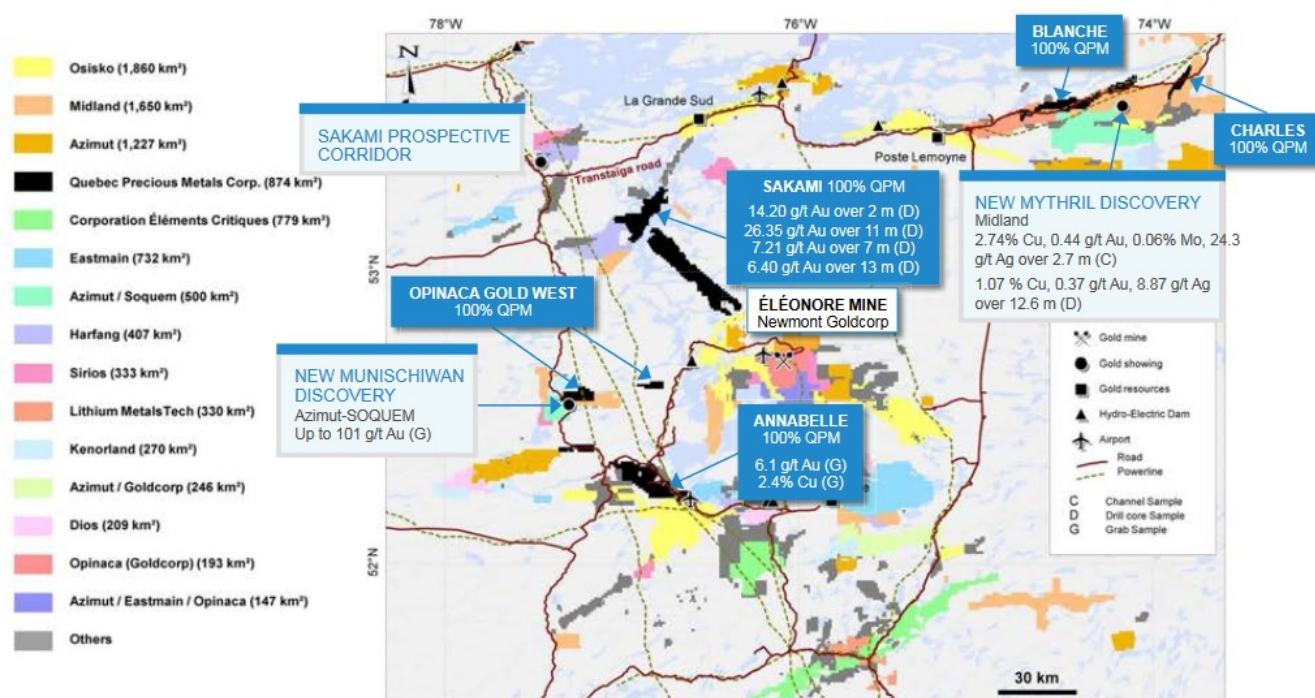 78°W
76°W
74°W
N
Osisko (1,860 km²)
Midland (1,650 km²)
Azimut (1,227 km²)
Quebec Precious Metals Corp. (874 km²)
Corporation Éléments Critiques (779 km²)
Eastmain (732 km²)
Azimut / Soquem (500 km²)
Harfang (407 km²)
Sirios (333 km²)
Lithium MetalsTech (330 km²)
Kenorland (270 km²)
Azimut / Goldcorp (246 km²)
Dios (209 km²)
Opinaca (Goldcorp) (193 km²)
Azimut / Eastmain / Opinaca (147 km²)
Others
SAKAMI PROSPECTIVE
CORRIDOR
La Grande Sud
Transtaiga road
Poste Lemoyne
BLANCHE
100% QPM
CHARLES
100% QPM
SAKAMI 100% QPM
14.20 g/t Au over 2 m (D)
26.35 g/t Au over 11 m (D)
7.21 g/t Au over 7 m (D)
6.40 g/t Au over 13 m (D)
NEW MYTHRIL DISCOVERY
Midland
2.74% Cu, 0.44 g/t Au, 0.06% Mo, 24.3
g/t Ag over 2.7 m (C)
1.07 % Cu, 0.37 g/t Au, 8.87 g/t Ag
over 12.6 m (D)
53°N
OPINACA GOLD WEST
100% QPM
ÉLÉONORE MINE
Newmont Goldcorp
NEW MUNISCHIWAN
DISCOVERY
Azimut-SOQUEM
Up to 101 g/t Au (G)
ANNABELLE
100% QPM
6.1 g/t Au (G)
2.4% Cu (G)
52°N
Gold mine
Gold showing
Gold resources
Hydro-Electric Dam
Airport
Road
Powerline
C Channel Sample
D Drill core Sample
G Grab Sample
30 km